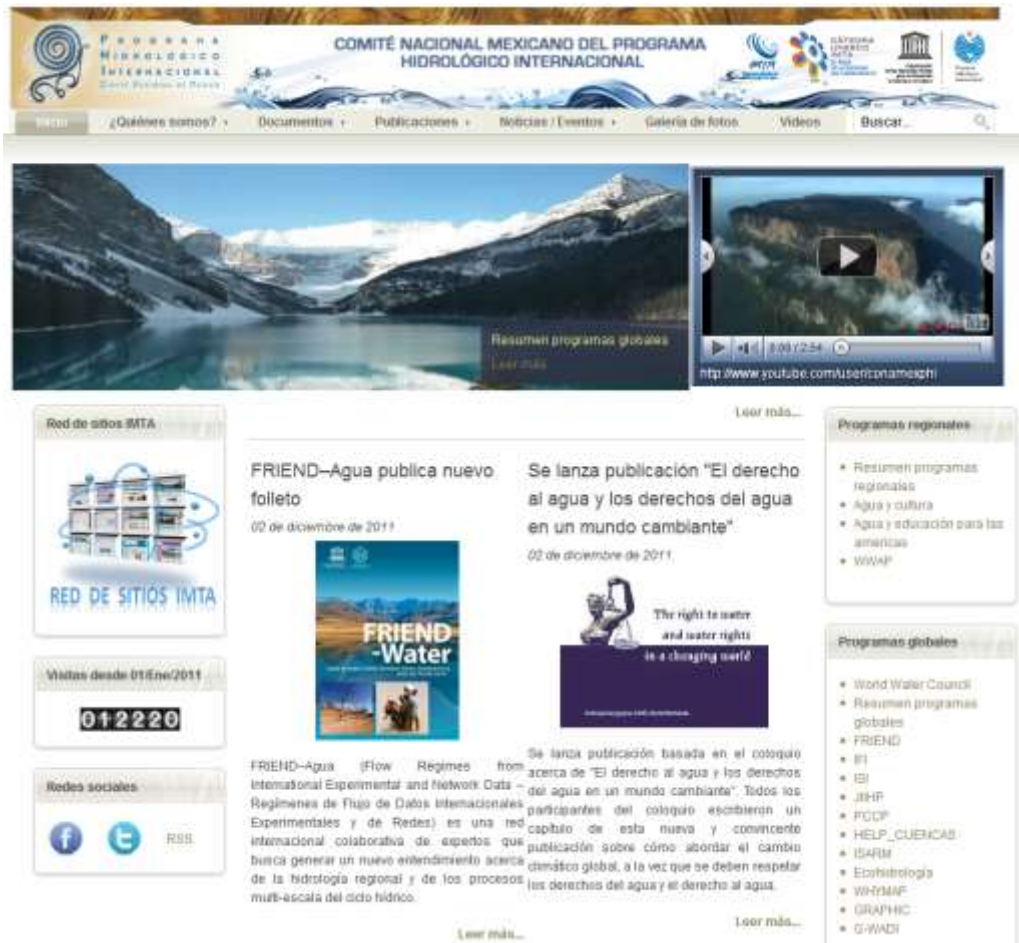 PROGRAMA
HIDROLÓGICO
INTERNACIONAL
COMITÉ NACIONAL MEXICANO DEL PROGRAMA
HIDROLÓGICO INTERNACIONAL
Inicio
¿Quiénes somos?
Documentos
Publicaciones
Noticias / Eventos
Galería de fotos
Videos
Buscar...
Resumen programas globales
Leer más
0:00 / 2:54
http://www.youtube.com/user/conamexphi
Red de sitios IMTA
RED DE SITIOS IMTA
Visitas desde 01/Ene/2011
012220
Redes sociales
RSS
Leer más...
FRIEND–Agua publica nuevo
folleto
02 de diciembre de 2011
FRIEND
-Water
FRIEND–Agua (Flow Regimes from
International Experimental and Network Data –
Regímenes de Flujo de Datos Internacionales
Experimentales y de Redes) es una red
internacional colaborativa de expertos que
busca generar un nuevo entendimiento acerca
de la hidrología regional y de los procesos
multi-escala del ciclo hídrico.
Leer más...
Se lanza publicación "El derecho
al agua y los derechos del agua
en un mundo cambiante"
02 de diciembre de 2011
The right to water
and water rights
in a changing world
Se lanza publicación basada en el coloquio
acerca de "El derecho al agua y los derechos
del agua en un mundo cambiante". Todos los
participantes del coloquio escribieron un
capítulo de esta nueva y convincente
publicación sobre cómo abordar el cambio
climático global, a la vez que se deben respetar
los derechos del agua y el derecho al agua.
Leer más...
Programas regionales
Resumen programas
regionales
Agua y cultura
Agua y educación para las
americas
WWAP
Programas globales
World Water Council
Resumen programas
globales
FRIEND
IFI
ISI
JIIHP
PCCP
HELP_CUENCAS
ISARM
Ecohidrología
WHYMAP
GRAPHIC
G-WADI